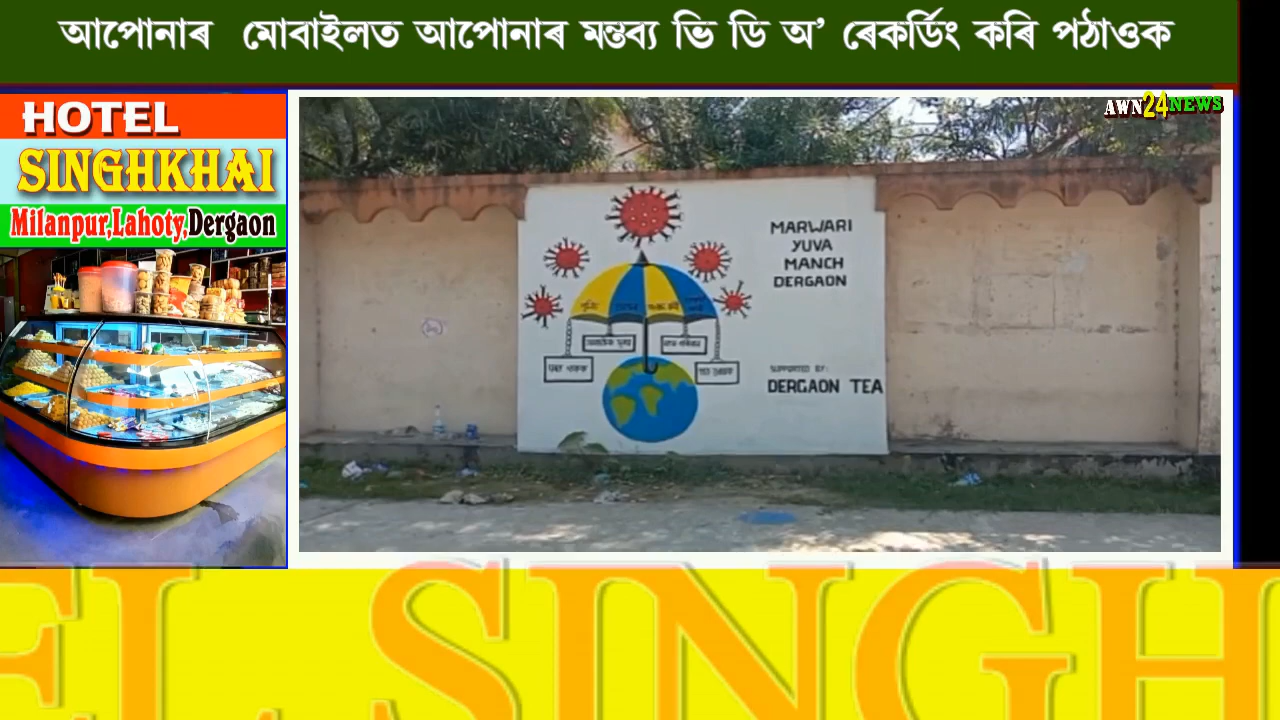 আপোনাৰ মোবাইলত আপোনাৰ মন্তব্য ভি ডি অ’ ৰেকৰ্ডিং কৰি পঠাওক
HOTEL
SINGHKHAI
Milanpur,Lahoty,Dergaon
AWN24NEWS
MARWARI
YUVA
MANCH
DERGAON
SUPPORTED BY:
DERGAON TEA
EL SINGH